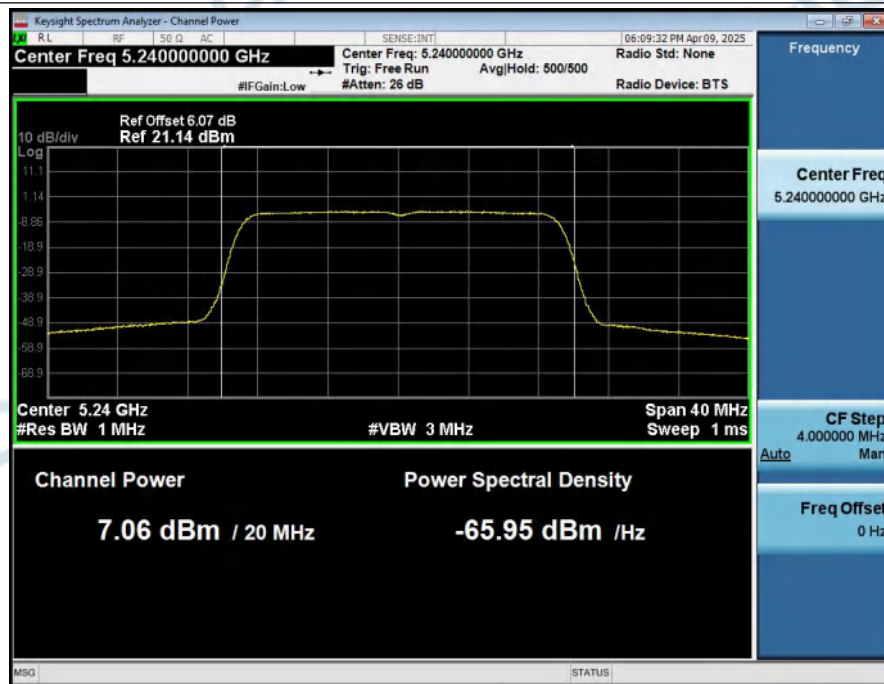 Keysight Spectrum Analyzer - Channel Power
LXI RL RF 50 Ω AC SENSE:INT 06:09:32 PM Apr 09, 2025
Center Freq 5.240000000 GHz
#IFGain:Low
Center Freq: 5.240000000 GHz
Trig: Free Run Avg|Hold: 500/500
#Atten: 26 dB
Radio Std: None
Radio Device: BTS
Ref Offset 6.07 dB
10 dB/div Ref 21.14 dBm
Log
11.1
1.14
-8.86
-18.9
-28.9
-38.9
-48.9
-58.9
-68.9
Center 5.24 GHz Span 40 MHz
#Res BW 1 MHz #VBW 3 MHz Sweep 1 ms
Channel Power
7.06 dBm / 20 MHz
Power Spectral Density
-65.95 dBm /Hz
Frequency
Center Freq
5.240000000 GHz
CF Step
4.000000 MHz
Auto Man
Freq Offset
0 Hz
MSG STATUS